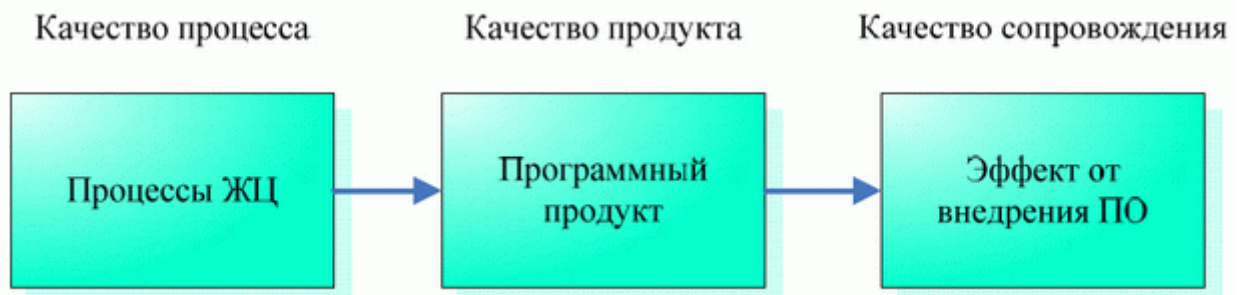 Качество процесса
Качество продукта
Качество сопровождения
Процессы ЖЦ
Программный
продукт
Эффект от
внедрения ПО